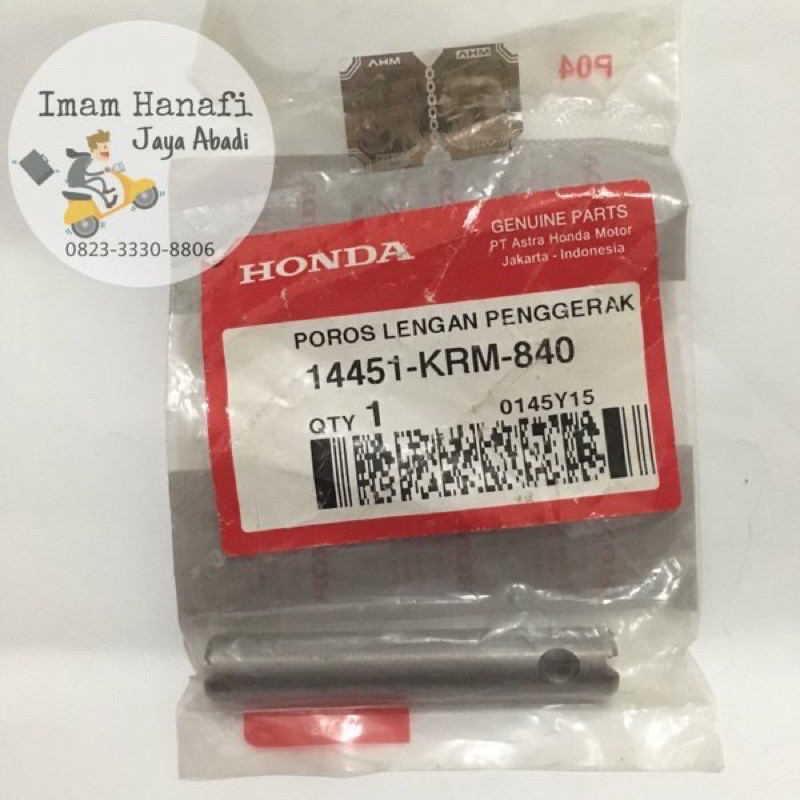 Imam Hanafi
Jaya Abadi
0823-3330-8806
AHM
AHM
P04
HONDA
GENUINE PARTS
PT Astra Honda Motor
Jakarta - Indonesia
POROS LENGAN PENGGERAK
14451-KRM-840
QTY 1
0145Y15